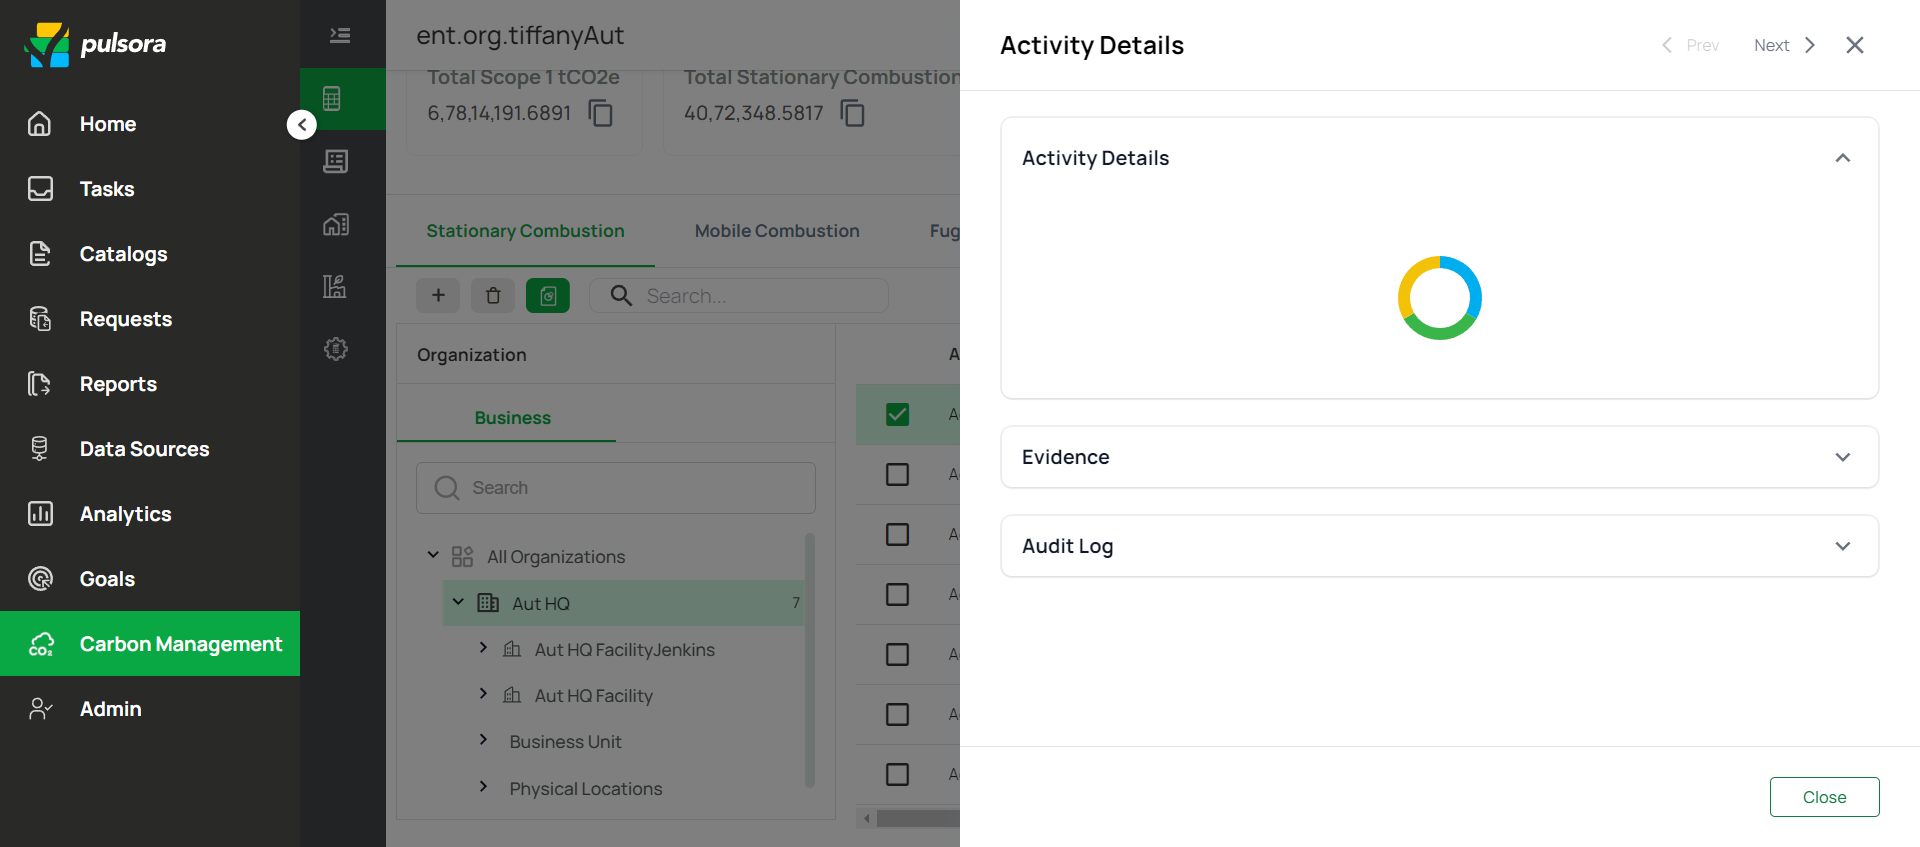 pulsora
Home
Tasks
Catalogs
Requests
Reports
Data Sources
Analytics
Goals
CO₂
Carbon Management
Admin
ent.org.tiffanyAut
Total Scope 1 tCO2e
6,78,14,191.6891
Total Stationary Combustion
40,72,348.5817
Stationary Combustion
Mobile Combustion
Fug
Search...
Organization
Business
Search
All Organizations
Aut HQ 7
Aut HQ FacilityJenkins
Aut HQ Facility
Business Unit
Physical Locations
A
A
A
A
A
A
A
A
Activity Details
Prev
Next
Activity Details
Evidence
Audit Log
Close